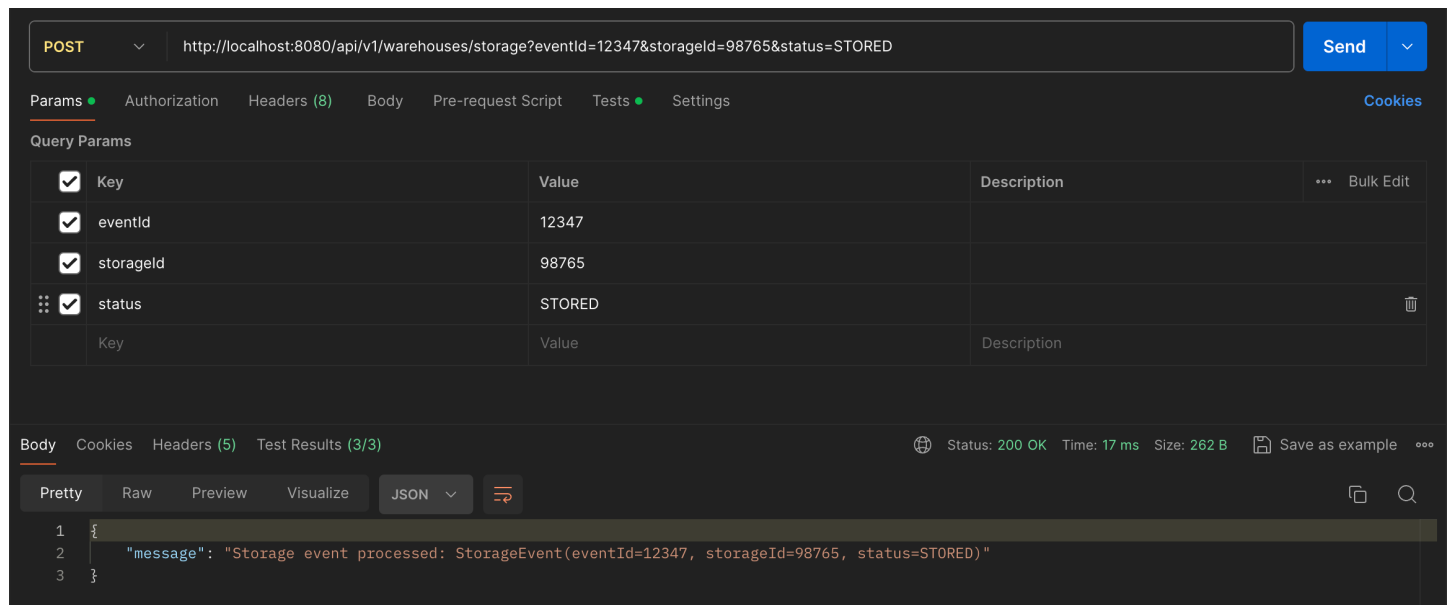 POST http://localhost:8080/api/v1/warehouses/storage?eventId=12347&storageId=98765&status=STORED Send
Params Authorization Headers (8) Body Pre-request Script Tests Settings Cookies
Query Params
Key Value Description Bulk Edit
eventId 12347
storageId 98765
status STORED
Key Value Description
Body Cookies Headers (5) Test Results (3/3) Status: 200 OK Time: 17 ms Size: 262 B Save as example
Pretty Raw Preview Visualize JSON
1 {
2 "message": "Storage event processed: StorageEvent(eventId=12347, storageId=98765, status=STORED)"
3 }